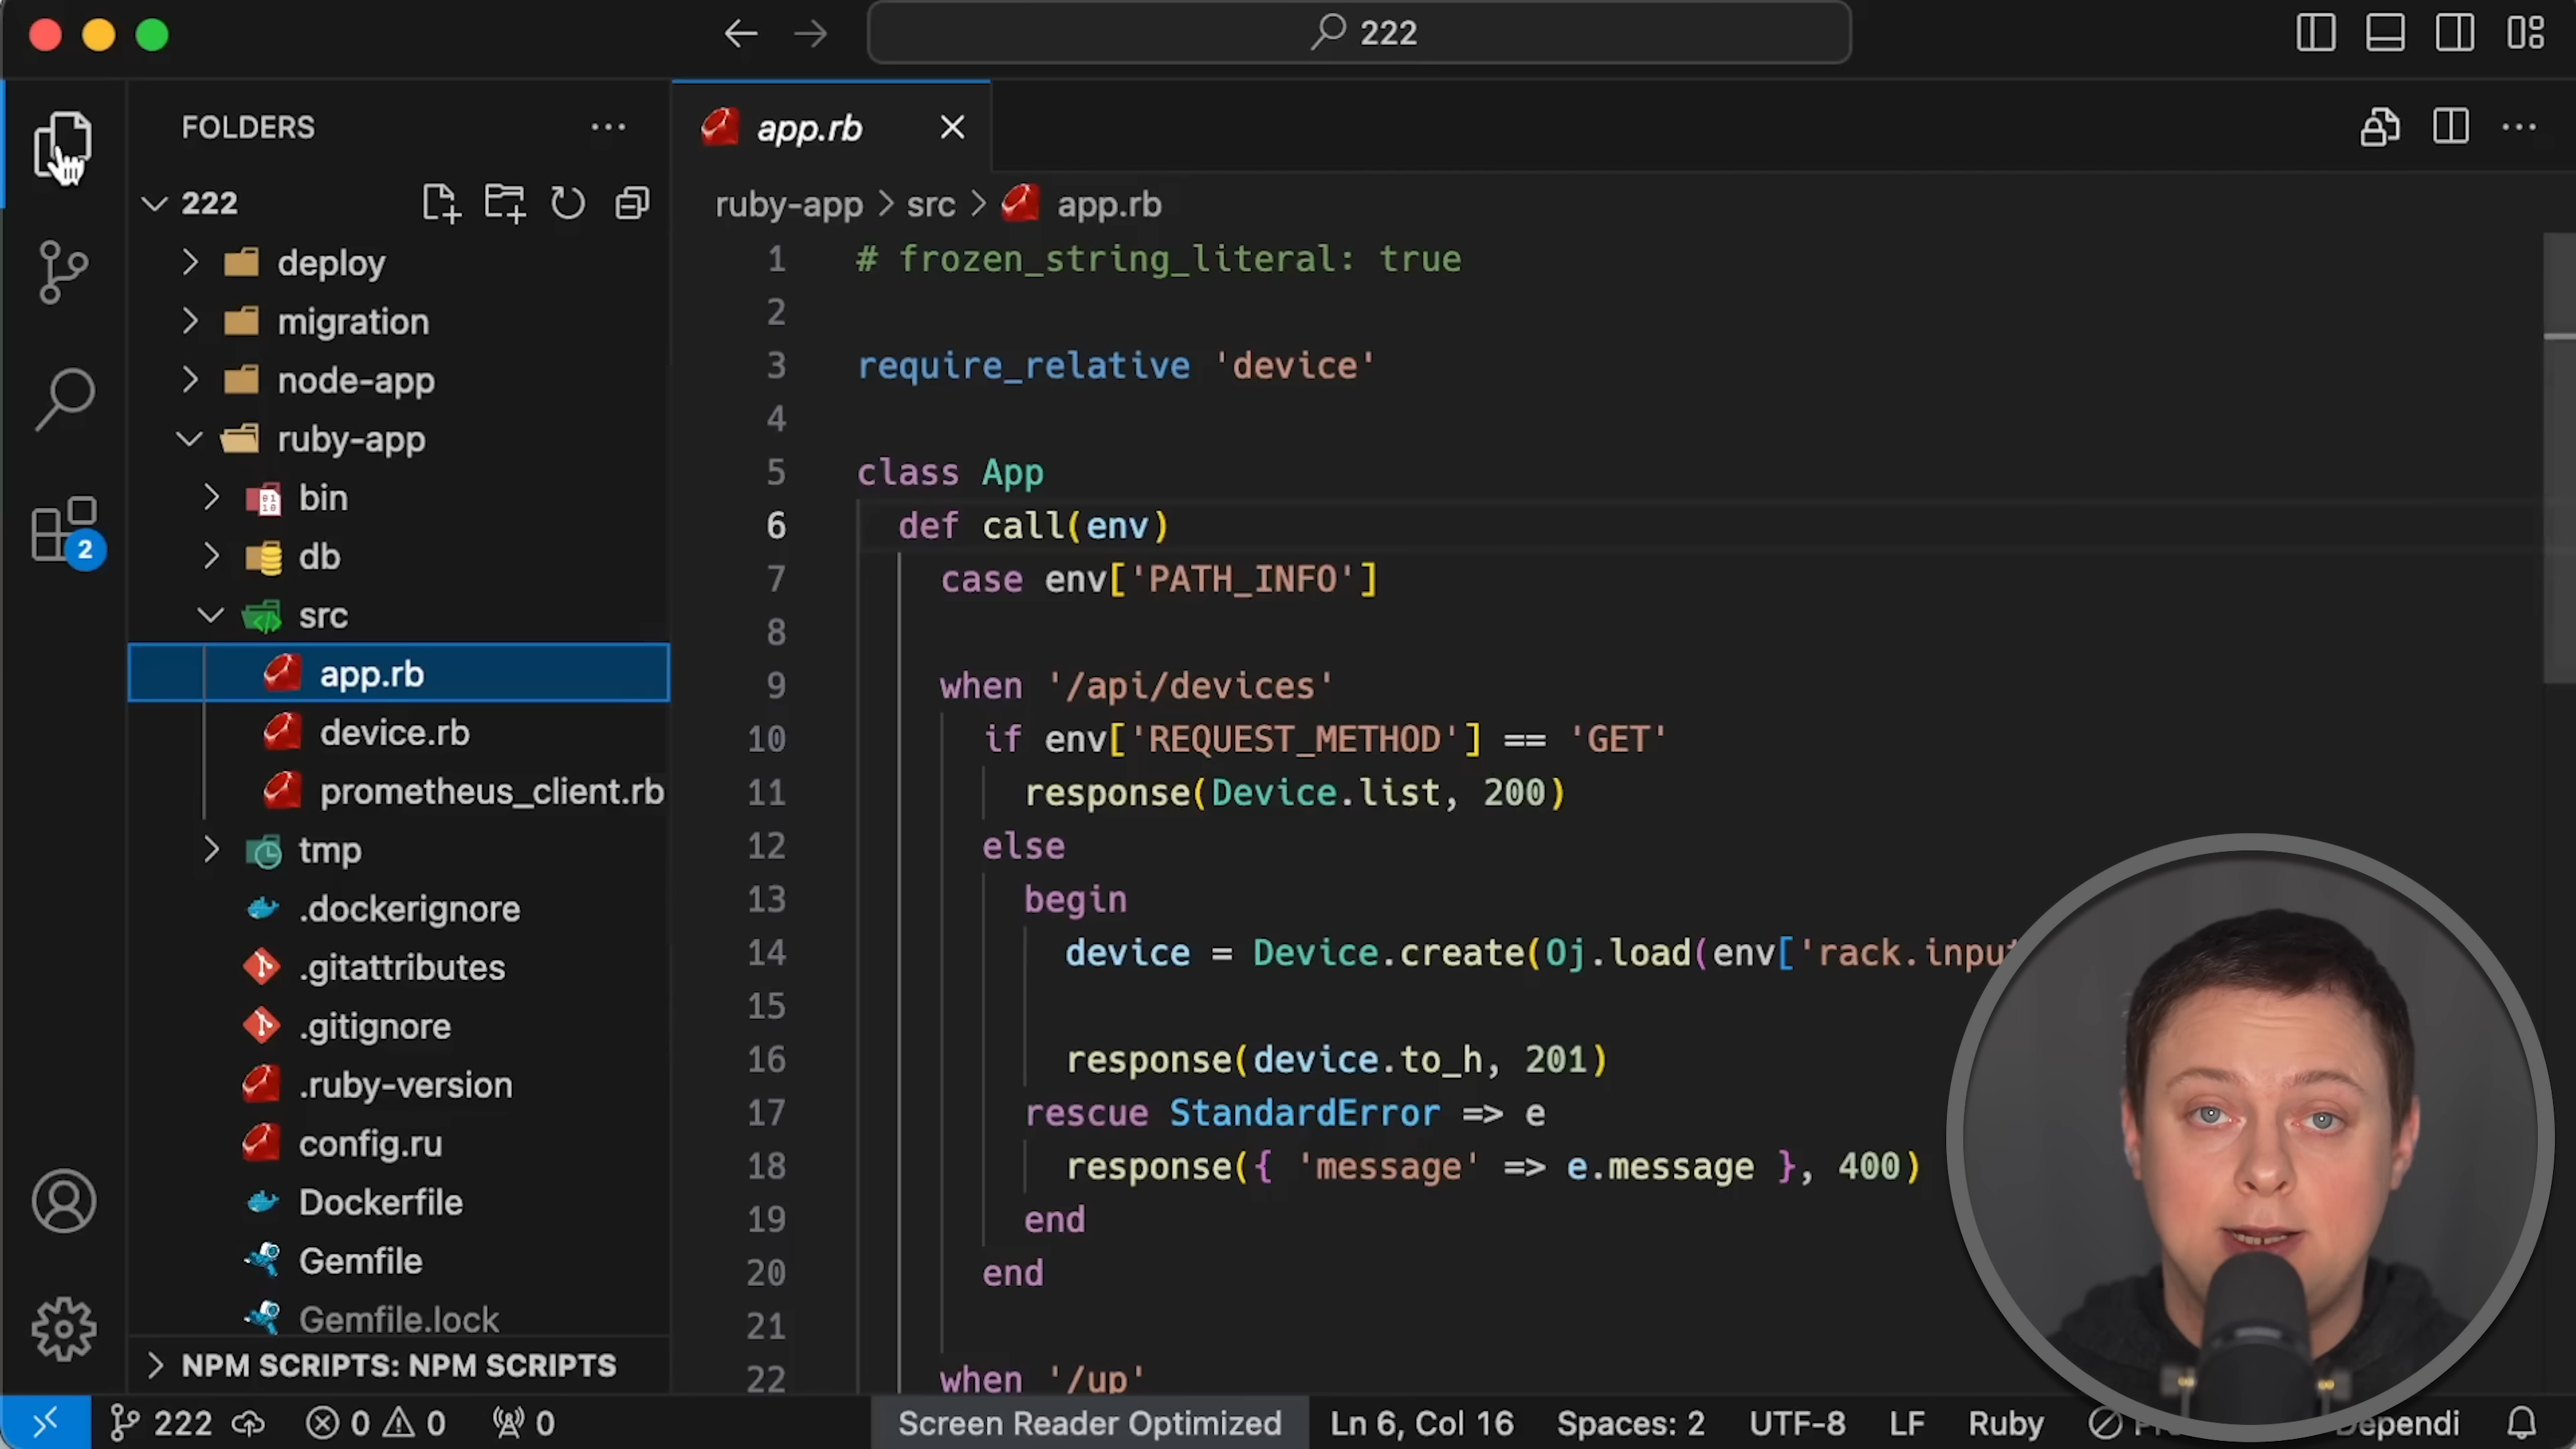 222
FOLDERS
222
deploy
migration
node-app
ruby-app
bin
db
src
app.rb
device.rb
prometheus_client.rb
tmp
.dockerignore
.gitattributes
.gitignore
.ruby-version
config.ru
Dockerfile
Gemfile
Gemfile.lock
NPM SCRIPTS: NPM SCRIPTS
2
app.rb
ruby-app > src > app.rb
1 # frozen_string_literal: true
2
3 require_relative 'device'
4
5 class App
6 def call(env)
7 case env['PATH_INFO']
8
9 when '/api/devices'
10 if env['REQUEST_METHOD'] == 'GET'
11 response(Device.list, 200)
12 else
13 begin
14 device = Device.create(Oj.load(env['rack.input
15
16 response(device.to_h, 201)
17 rescue StandardError => e
18 response({ 'message' => e.message }, 400)
19 end
20 end
21
22 when '/up'
222 0 0 0 Screen Reader Optimized Ln 6, Col 16 Spaces: 2 UTF-8 LF Ruby Dependi